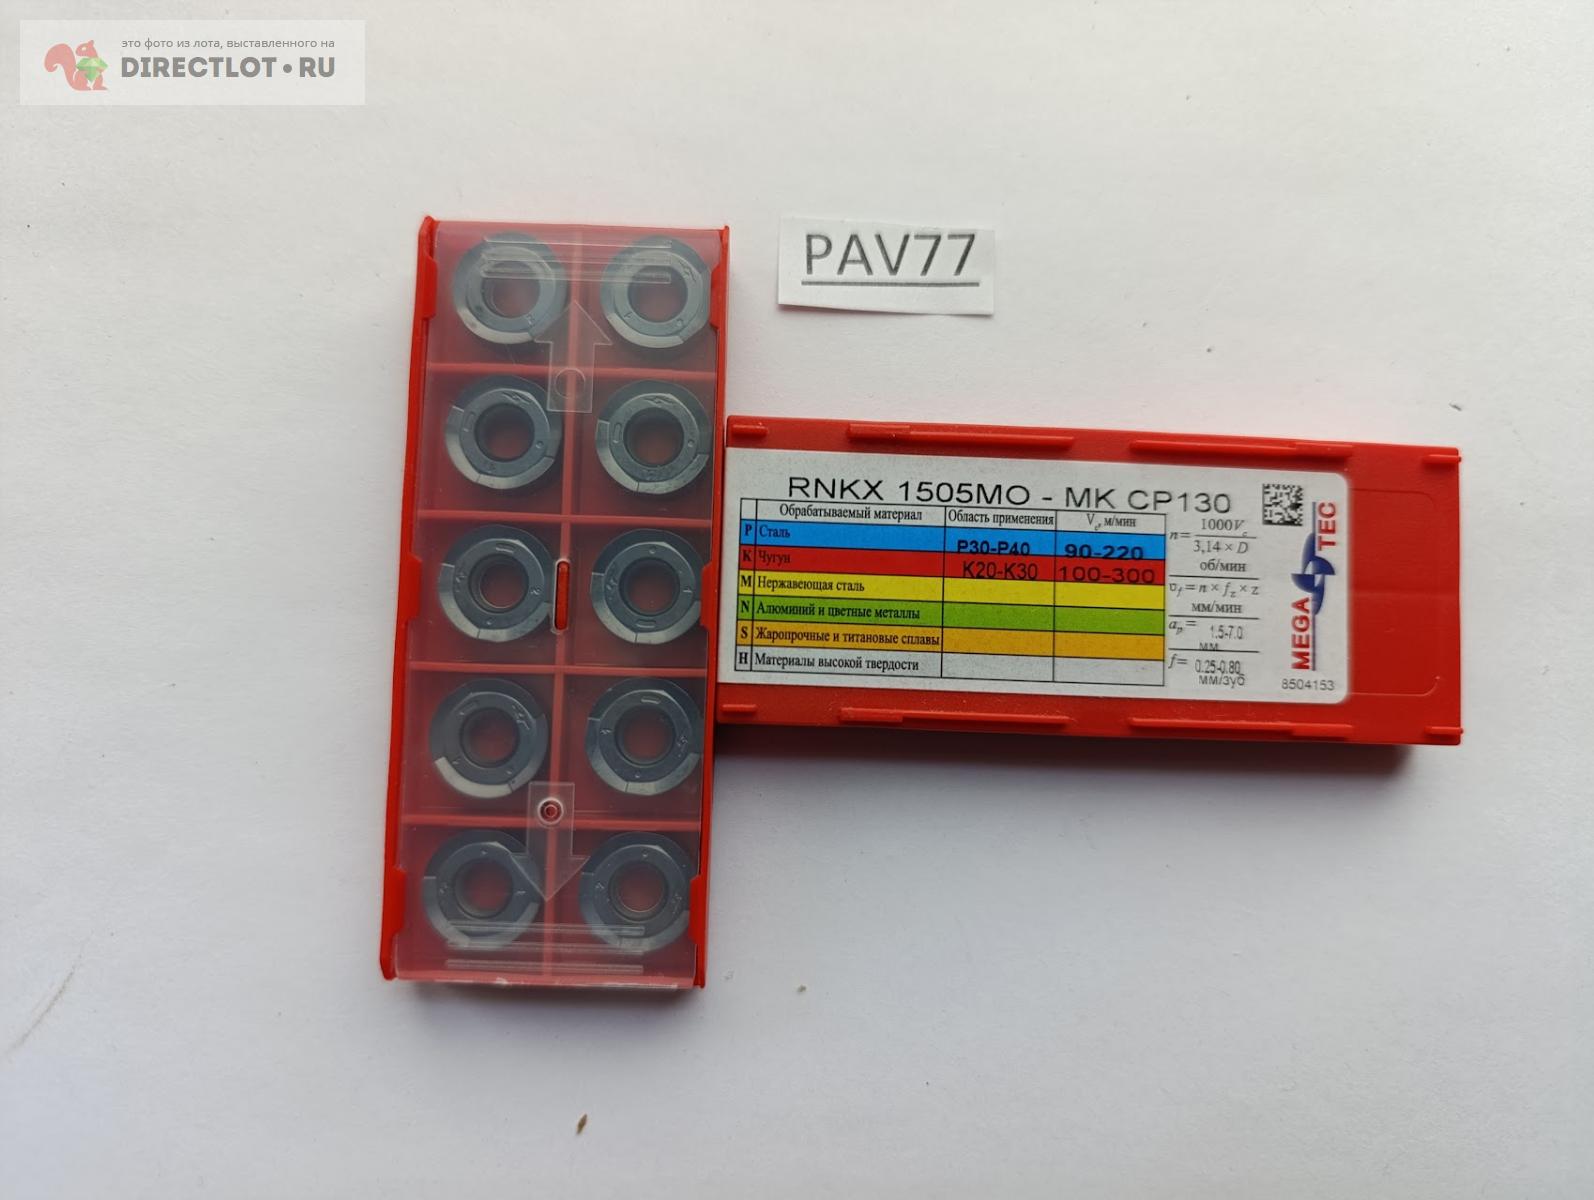 это фото из лота, выставленного на
DIRECTLOT•RU
PAV77
RNKX 1505MO - MK CP130
Обрабатываемый материал Область применения Vc, м/мин
P Сталь P30-P40 90-220
K Чугун K20-K30 100-300
M Нержавеющая сталь
N Алюминий и цветные металлы
S Жаропрочные и титановые сплавы
H Материалы высокой твердости
n= 1000Vc
3,14 × D
об/мин
υf = n × fz × z
мм/мин
ap= 1.5-7.0
мм
f= 0.25-0.80
мм/зуб
MEGA TEC
8504153